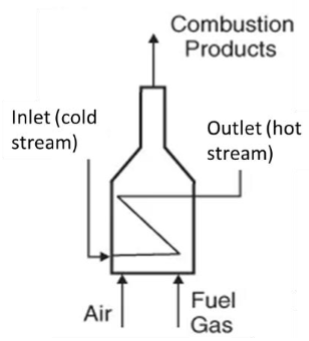 Combustion
Products
Inlet (cold
stream)
Outlet (hot
stream)
Air
Fuel
Gas